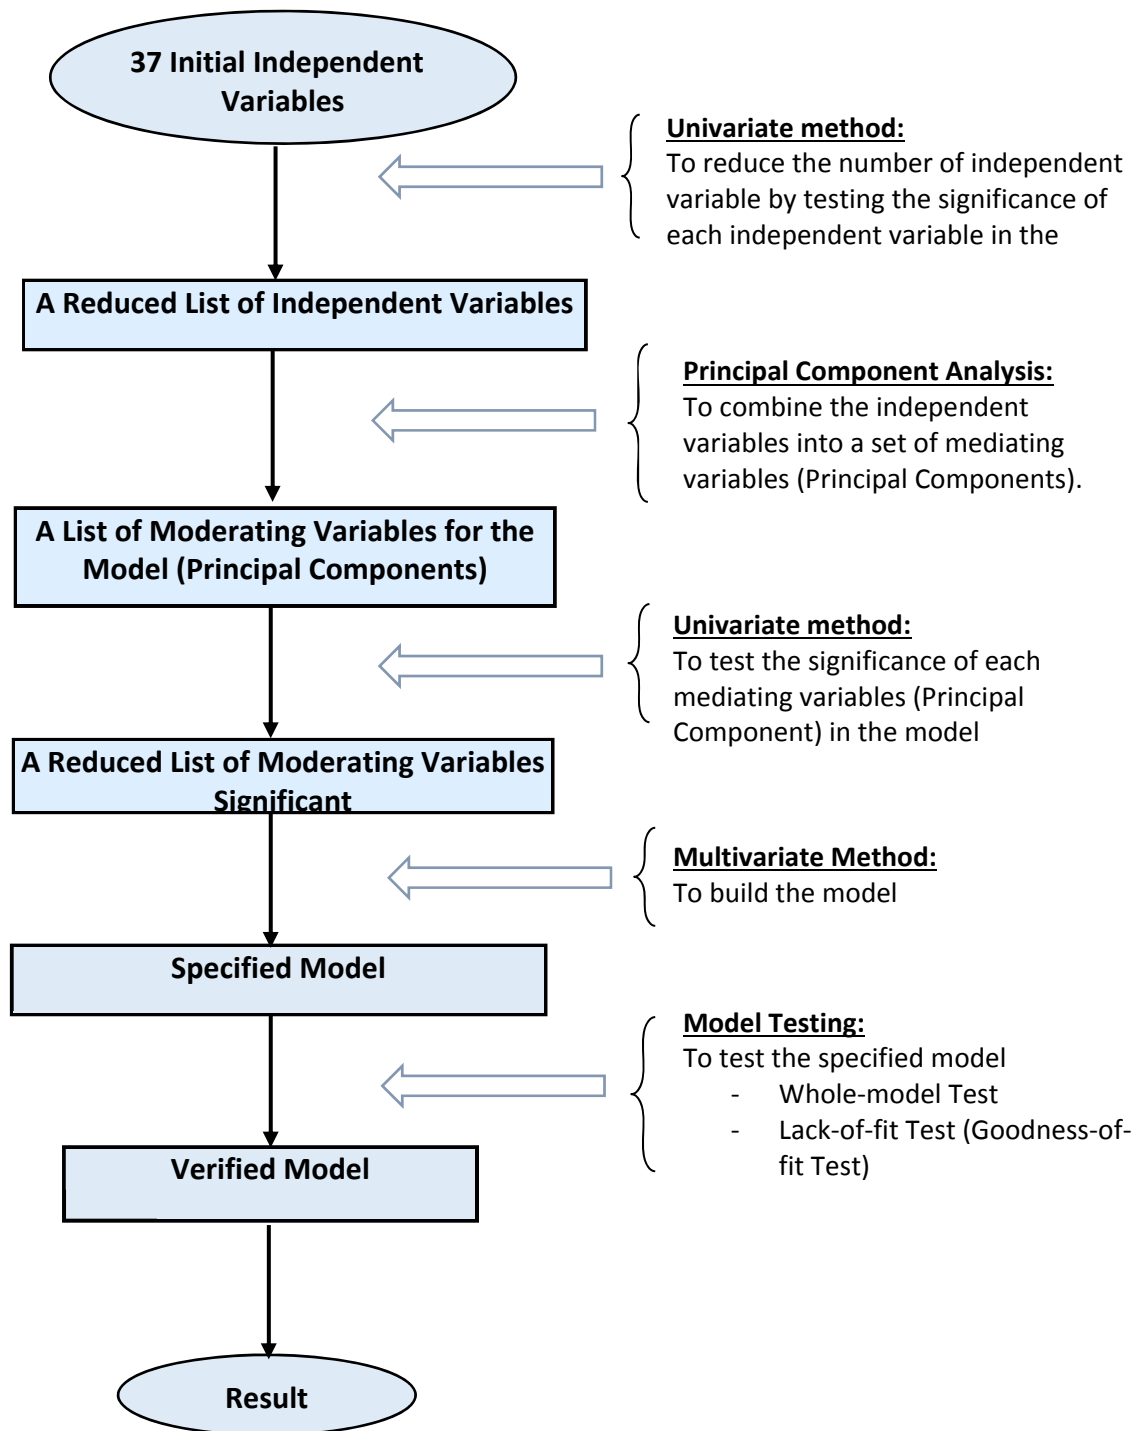 37 Initial Independent
Variables
Univariate method:
To reduce the number of independent
variable by testing the significance of
each independent variable in the
A Reduced List of Independent Variables
Principal Component Analysis:
To combine the independent
variables into a set of mediating
variables (Principal Components).
A List of Moderating Variables for the
Model (Principal Components)
Univariate method:
To test the significance of each
mediating variables (Principal
Component) in the model
A Reduced List of Moderating Variables
Significant
Multivariate Method:
To build the model
Specified Model
Model Testing:
To test the specified model
- Whole-model Test
- Lack-of-fit Test (Goodness-of-
fit Test)
Verified Model
Result